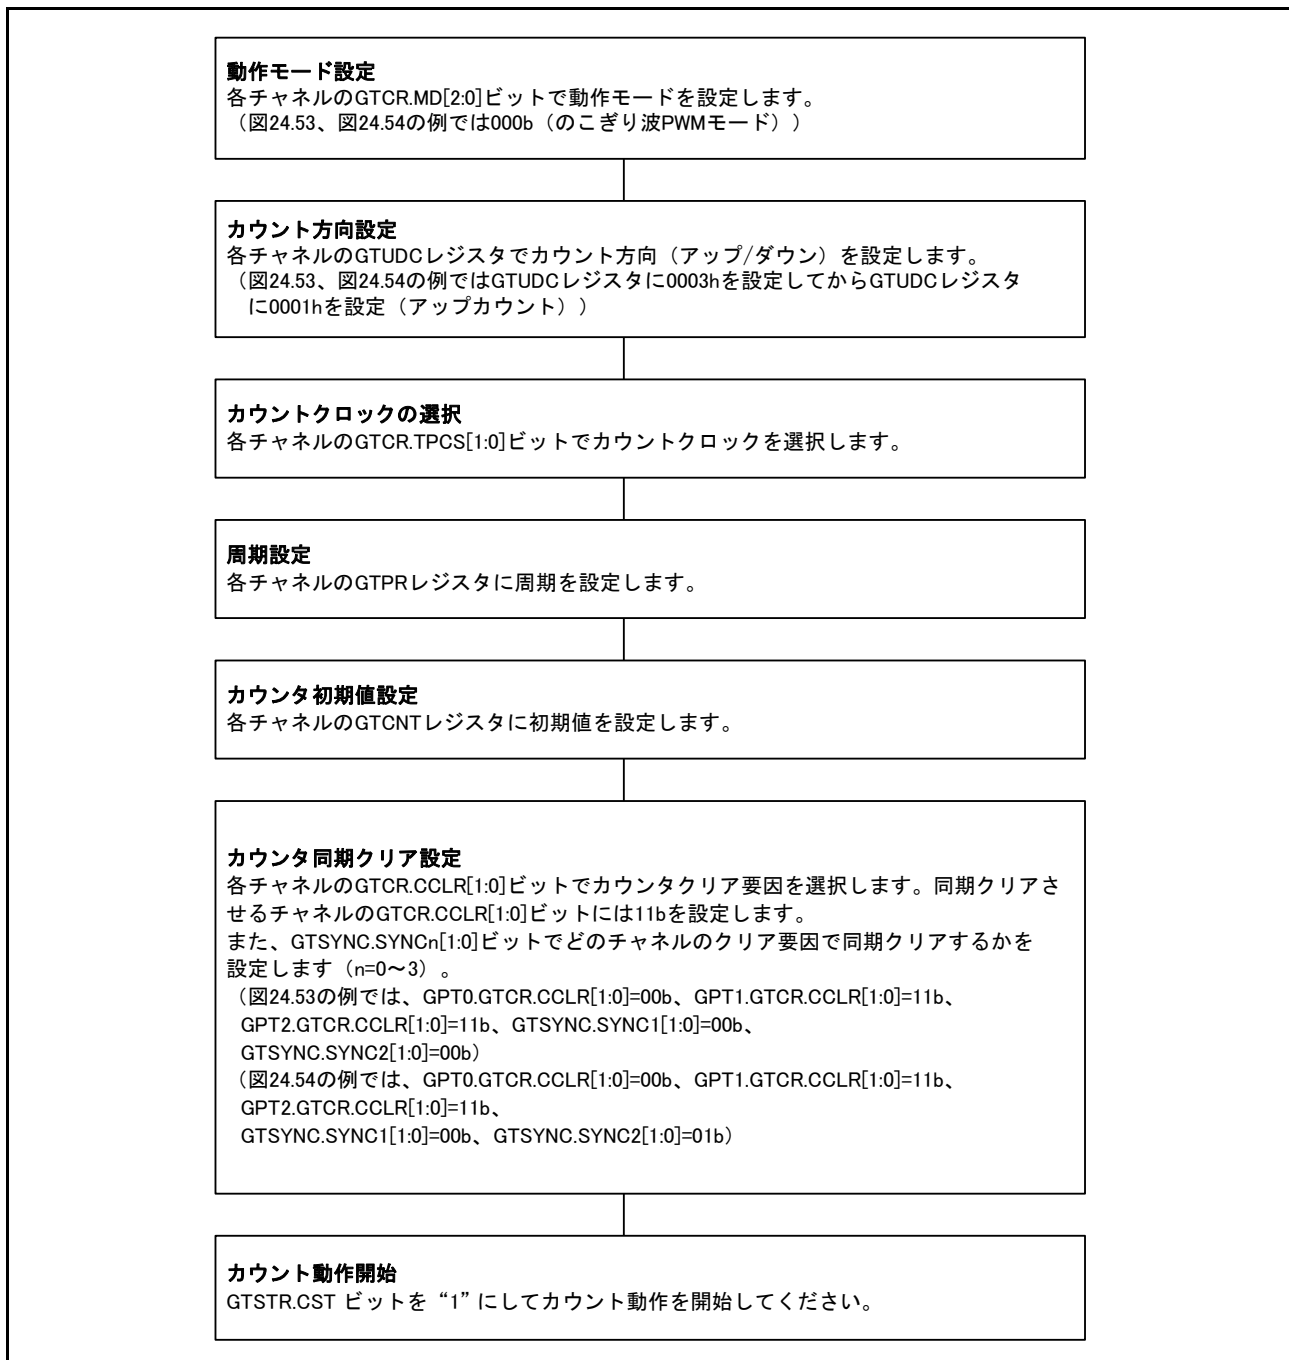 動作モード設定
各チャネルのGTCR.MD[2:0]ビットで動作モードを設定します。
（図24.53、図24.54の例では000b（のこぎり波PWMモード））
カウント方向設定
各チャネルのGTUDCレジスタでカウント方向（アップ/ダウン）を設定します。
（図24.53、図24.54の例ではGTUDCレジスタに0003hを設定してからGTUDCレジスタ
に0001hを設定（アップカウント））
カウントクロックの選択
各チャネルのGTCR.TPCS[1:0]ビットでカウントクロックを選択します。
周期設定
各チャネルのGTPRレジスタに周期を設定します。
カウンタ初期値設定
各チャネルのGTCNTレジスタに初期値を設定します。
カウンタ同期クリア設定
各チャネルのGTCR.CCLR[1:0]ビットでカウンタクリア要因を選択します。同期クリアさ
せるチャネルのGTCR.CCLR[1:0]ビットには11bを設定します。
また、GTSYNC.SYNCn[1:0]ビットでどのチャネルのクリア要因で同期クリアするかを
設定します（n=0～3）。
（図24.53の例では、GPT0.GTCR.CCLR[1:0]=00b、GPT1.GTCR.CCLR[1:0]=11b、
GPT2.GTCR.CCLR[1:0]=11b、GTSYNC.SYNC1[1:0]=00b、
GTSYNC.SYNC2[1:0]=00b）
（図24.54の例では、GPT0.GTCR.CCLR[1:0]=00b、GPT1.GTCR.CCLR[1:0]=11b、
GPT2.GTCR.CCLR[1:0]=11b、
GTSYNC.SYNC1[1:0]=00b、GTSYNC.SYNC2[1:0]=01b）
カウント動作開始
GTSTR.CST ビットを“1”にしてカウント動作を開始してください。